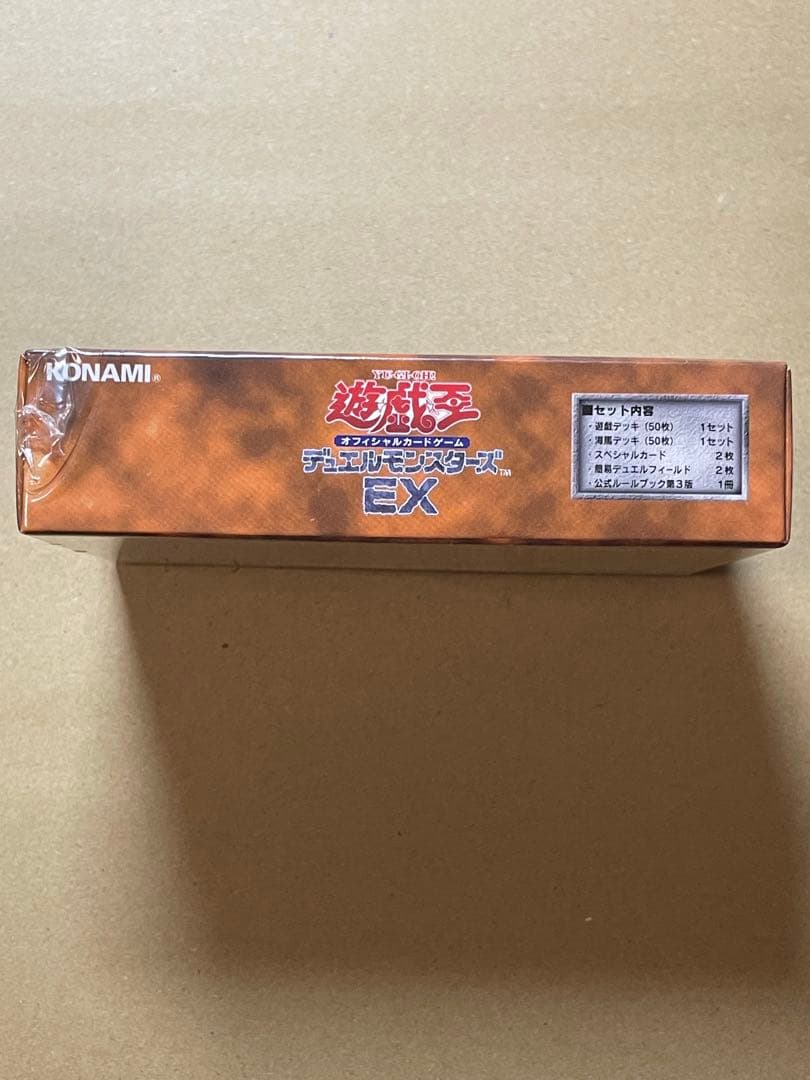 KONAMI®
YU-GI-OH!
遊戯王
オフィシャルカードゲーム
デュエルモンスターズ™
EX
■セット内容
・遊戯デッキ（50枚） 1セット
・海馬デッキ（50枚） 1セット
・スペシャルカード 2枚
・簡易デュエルフィールド 2枚
・公式ルールブック第3版 1冊